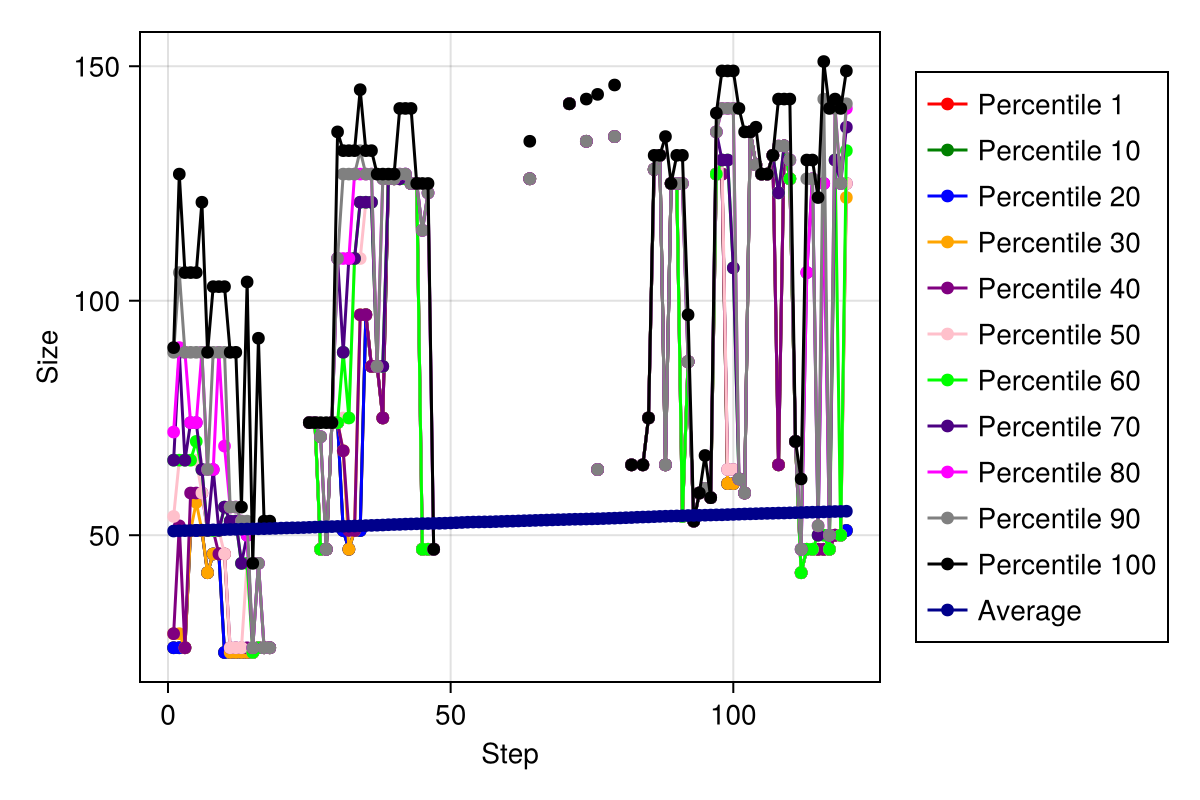 150
100
50
Size
0
50
100
Step
Percentile 1
Percentile 10
Percentile 20
Percentile 30
Percentile 40
Percentile 50
Percentile 60
Percentile 70
Percentile 80
Percentile 90
Percentile 100
Average